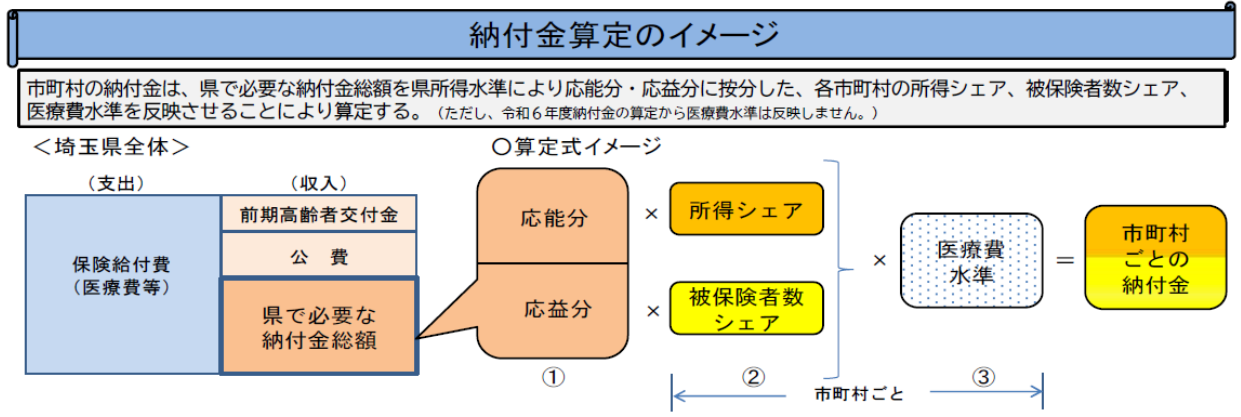 納付金算定のイメージ
市町村の納付金は、県で必要な納付金総額を県所得水準により応能分・応益分に按分した、各市町村の所得シェア、被保険者数シェア、
医療費水準を反映させることにより算定する。（ただし、令和６年度納付金の算定から医療費水準は反映しません。）
＜埼玉県全体＞
（支出）
（収入）
保険給付費
（医療費等）
前期高齢者交付金
公　費
県で必要な
納付金総額
〇算定式イメージ
応能分
×
所得シェア
応益分
×
被保険者数
シェア
×
医療費
水準
＝
市町村
ごとの
納付金
①
②
③
市町村ごと